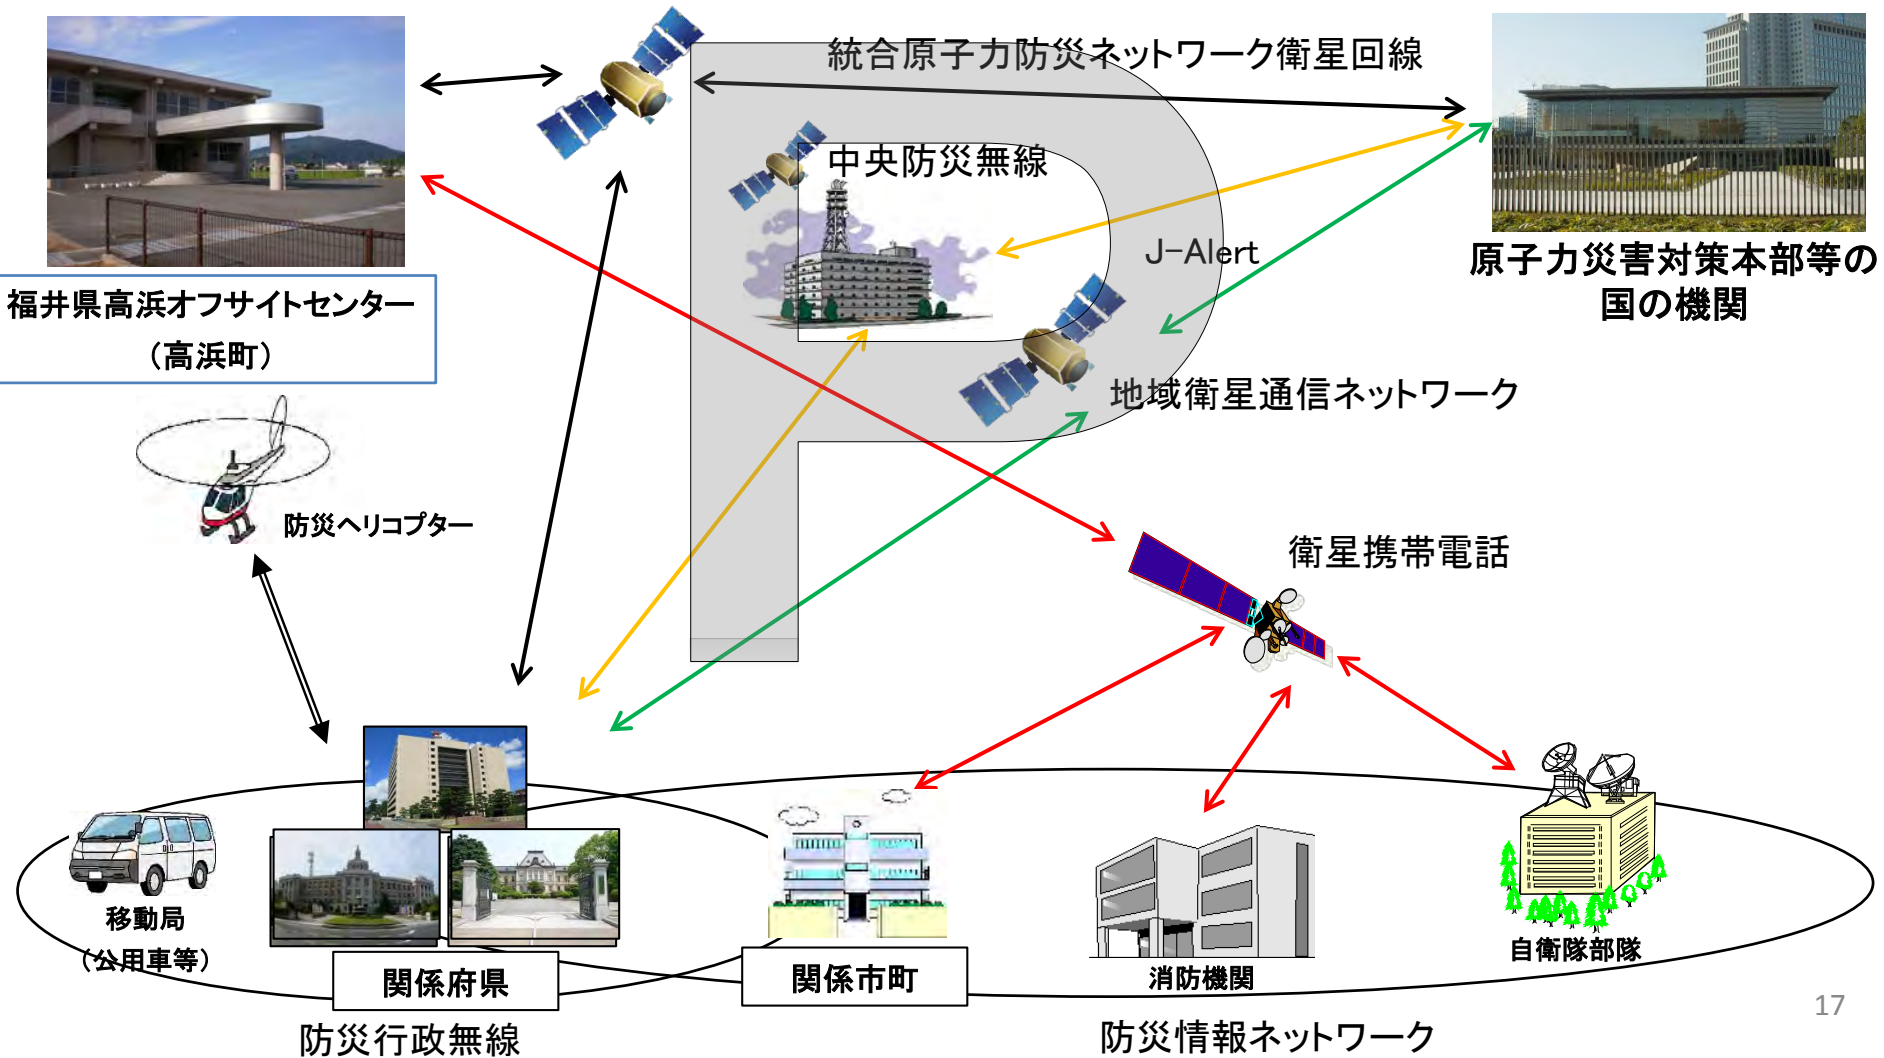 統合原子力防災ネットワーク衛星回線
中央防災無線
J-Alert
原子力災害対策本部等の
国の機関
福井県高浜オフサイトセンター
（高浜町）
地域衛星通信ネットワーク
防災ヘリコプター
衛星携帯電話
移動局
（公用車等）
関係府県
関係市町
消防機関
自衛隊部隊
防災行政無線
防災情報ネットワーク
17
P